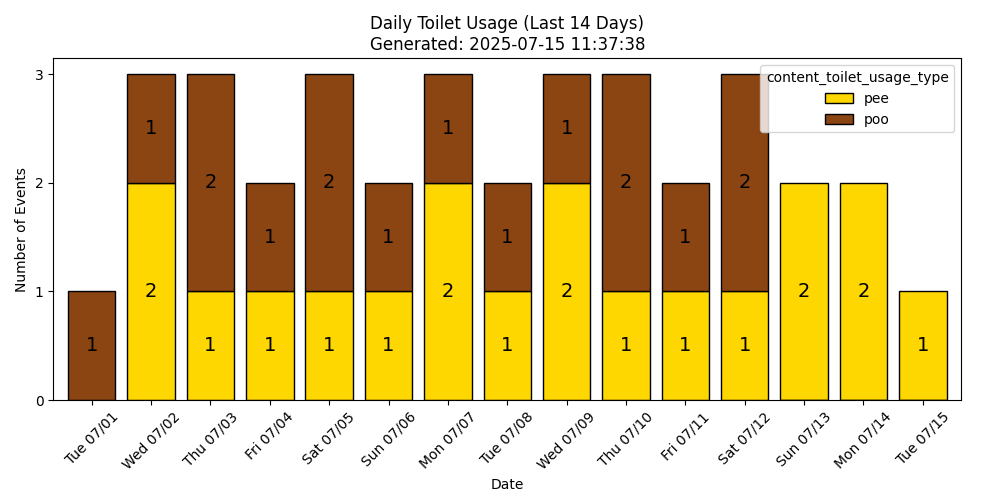 Daily Toilet Usage (Last 14 Days)
Generated: 2025-07-15 11:37:38
content_toilet_usage_type
pee
poo
Number of Events
3
2
1
0
1
2
1
1
2
1
1
1
2
1
1
2
1
1
1
2
1
1
2
1
1
1
2
2
2
1
Tue 07/01
Wed 07/02
Thu 07/03
Fri 07/04
Sat 07/05
Sun 07/06
Mon 07/07
Tue 07/08
Wed 07/09
Thu 07/10
Fri 07/11
Sat 07/12
Sun 07/13
Mon 07/14
Tue 07/15
Date